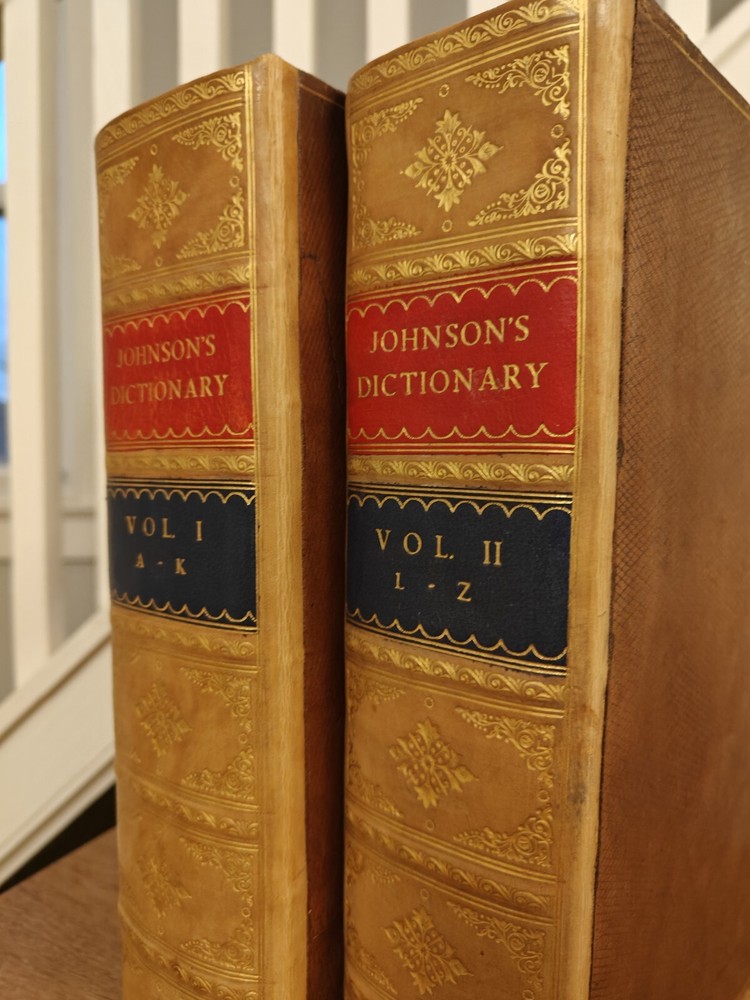 JOHNSON'S
DICTIONARY
VOL. I
A - K
JOHNSON'S
DICTIONARY
VOL. II
L - Z